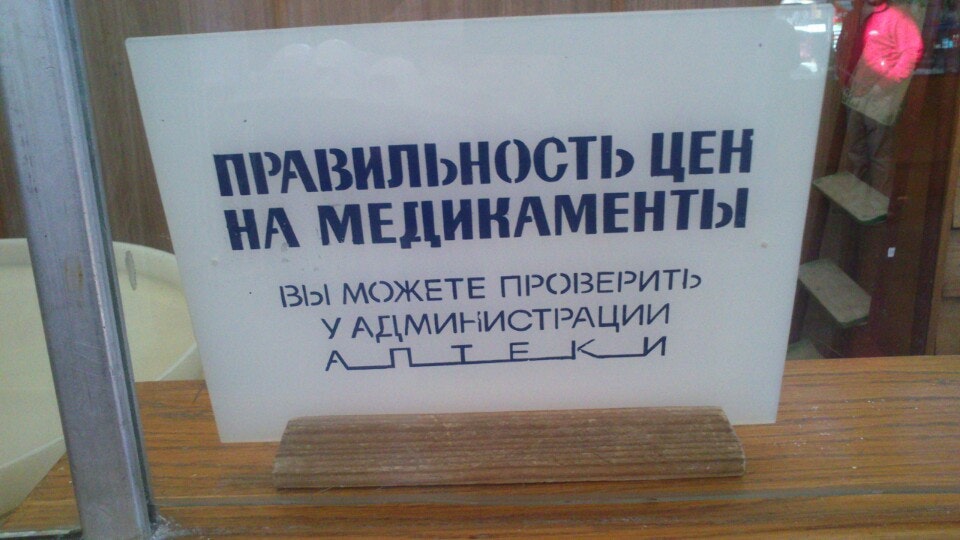 ПРАВИЛЬНОСТЬ ЦЕН
НА МЕДИКАМЕНТЫ
ВЫ МОЖЕТЕ ПРОВЕРИТЬ
У АДМИНИСТРАЦИИ
АПТЕКИ